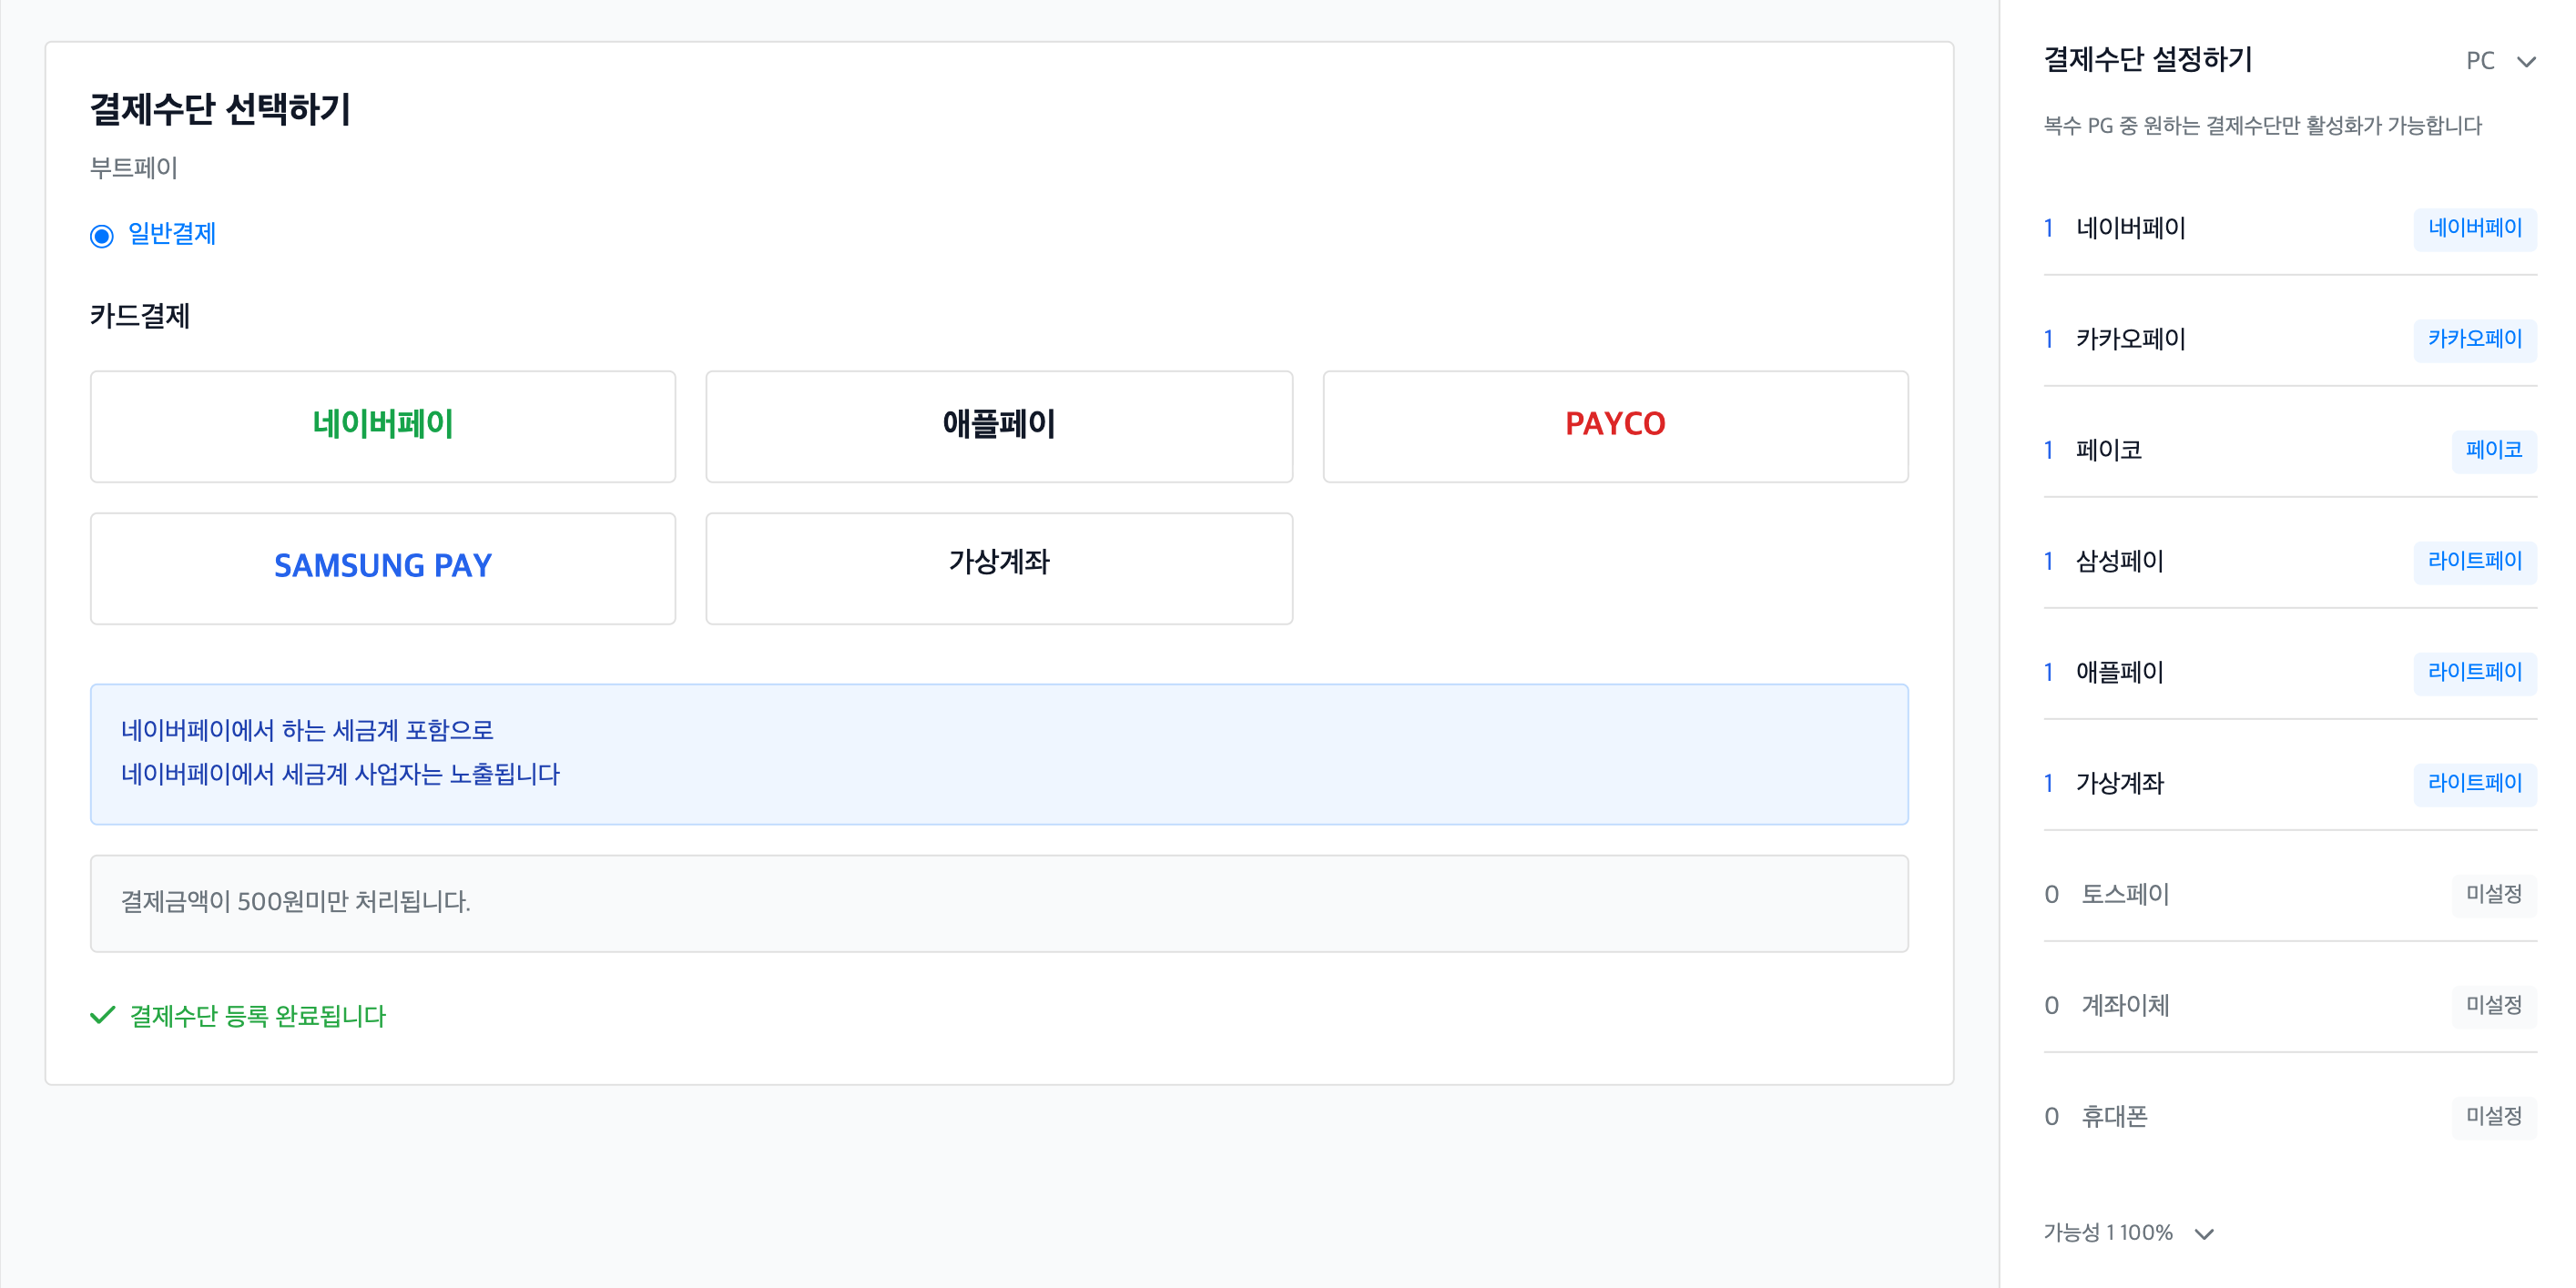 결제수단 선택하기
부트페이
일반결제
카드결제
네이버페이
애플페이
PAYCO
SAMSUNG PAY
가상계좌
네이버페이에서 하는 세금계 포함으로
네이버페이에서 세금계 사업자는 노출됩니다
결제금액이 500원미만 처리됩니다.
결제수단 등록 완료됩니다
결제수단 설정하기 PC
복수 PG 중 원하는 결제수단만 활성화가 가능합니다
1 네이버페이 네이버페이
1 카카오페이 카카오페이
1 페이코 페이코
1 삼성페이 라이트페이
1 애플페이 라이트페이
1 가상계좌 라이트페이
0 토스페이 미설정
0 계좌이체 미설정
0 휴대폰 미설정
가능성 1 100%